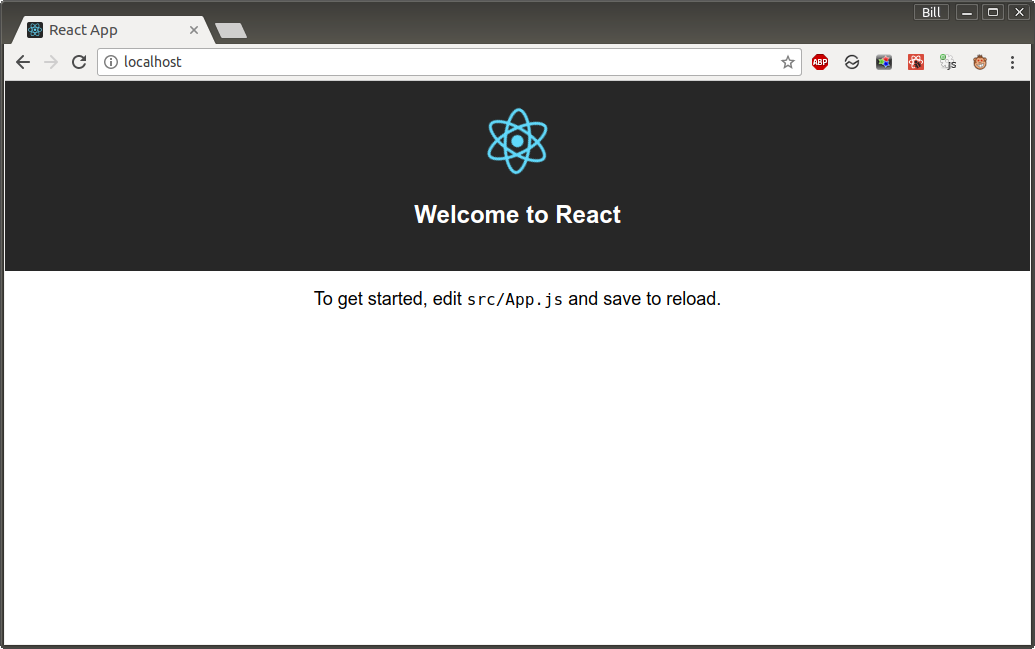 Bill
React App
localhost
ABP
JS
Welcome to React
To get started, edit src/App.js and save to reload.